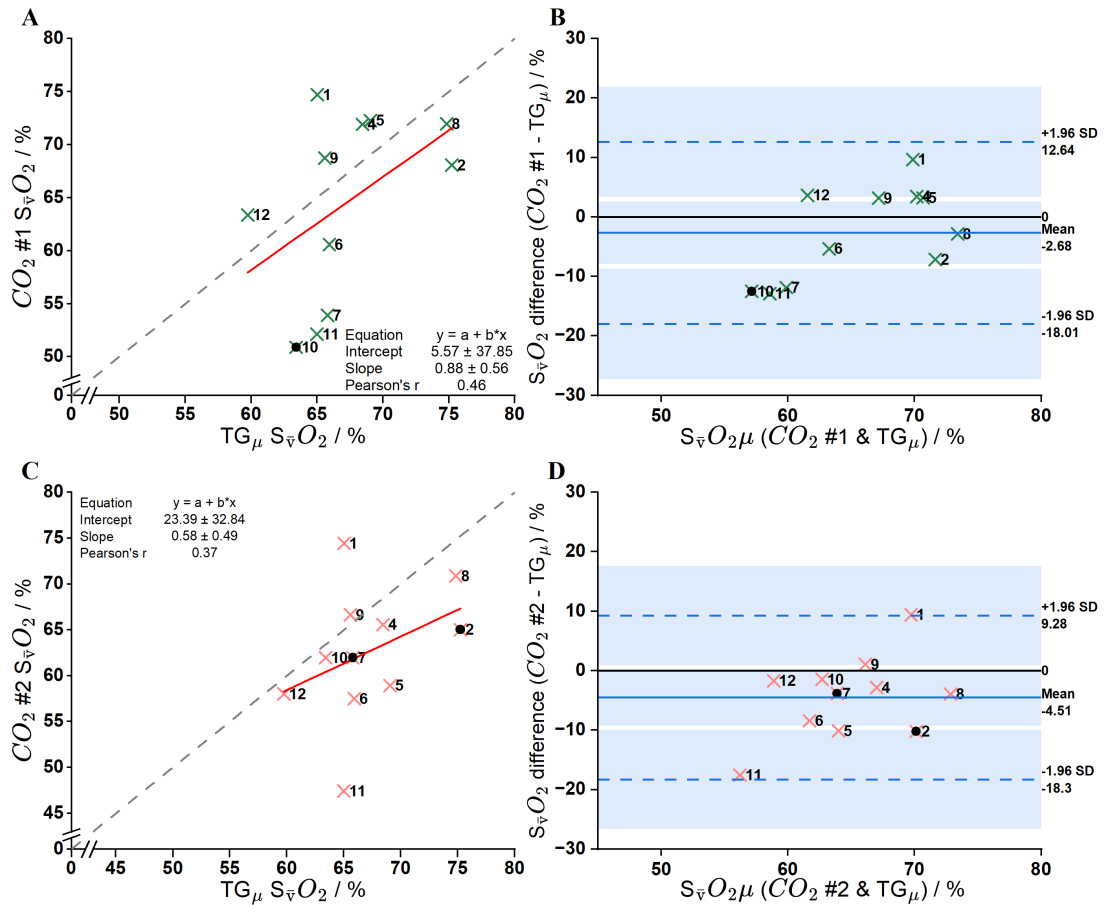 A
80
75
70
65
60
55
50
0
CO2 #1 Sv̄O2 / %
1
5
4
8
9
2
12
6
7
11
10
Equation y = a + b*x
Intercept 5.57 ± 37.85
Slope 0.88 ± 0.56
Pearson's r 0.46
0 50 60 65 70 75 80
TGμ Sv̄O2 / %
B
30
20
10
0
−10
−20
−30
Sv̄O2 difference (CO2 #1 - TGμ) / %
1
12
9
4
5
8
6
2
10
11
7
+1.96 SD
12.64
0
Mean
-2.68
-1.96 SD
-18.01
50 60 70 80
Sv̄O2μ (CO2 #1 & TGμ) / %
C
80
75
70
65
60
55
50
45
0
CO2 #2 Sv̄O2 / %
Equation y = a + b*x
Intercept 23.39 ± 32.84
Slope 0.58 ± 0.49
Pearson's r 0.37
1
8
9
4
2
10
7
5
12
6
11
0 45 50 55 60 65 70 75 80
TGμ Sv̄O2 / %
D
30
20
10
0
−10
−20
−30
Sv̄O2 difference (CO2 #2 - TGμ) / %
1
9
12
10
4
7
8
6
5
2
11
+1.96 SD
9.28
0
Mean
-4.51
-1.96 SD
-18.3
50 60 70 80
Sv̄O2μ (CO2 #2 & TGμ) / %